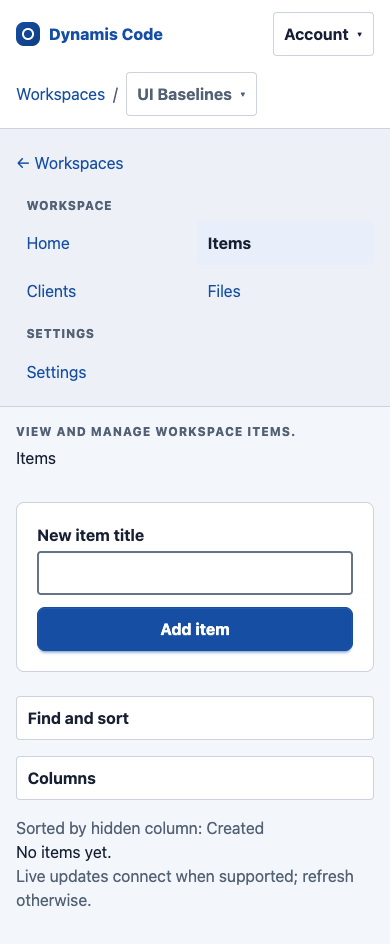 Dynamis Code
Account ▾
Workspaces / UI Baselines ▾
← Workspaces
WORKSPACE
Home
Items
Clients
Files
SETTINGS
Settings
VIEW AND MANAGE WORKSPACE ITEMS.
Items
New item title
Add item
Find and sort
Columns
Sorted by hidden column: Created
No items yet.
Live updates connect when supported; refresh
otherwise.